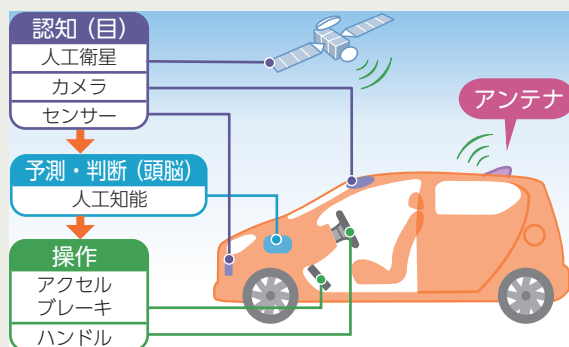 認知（目）
人工衛星
カメラ
センサー
予測・判断（頭脳）
人工知能
操作
アクセル
ブレーキ
ハンドル
アンテナ